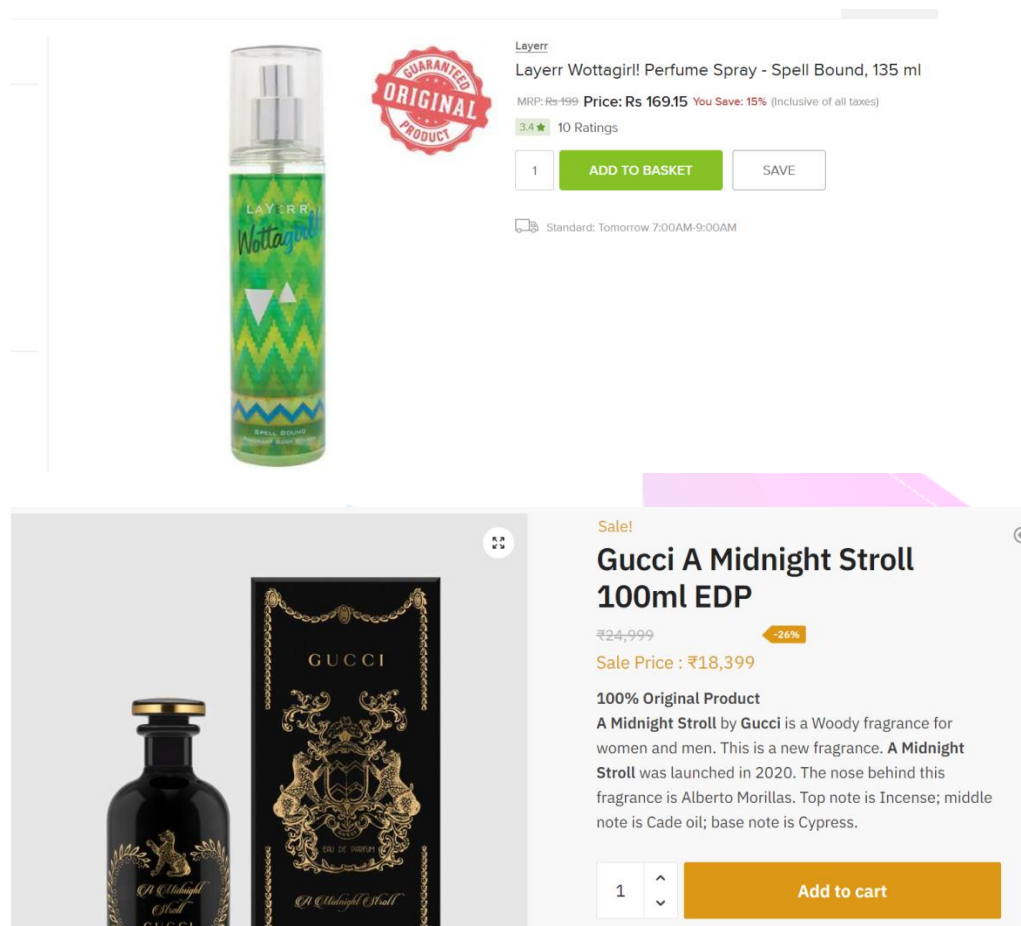 GUARANTEED
ORIGINAL
PRODUCT
Layerr
Layerr Wottagirl! Perfume Spray - Spell Bound, 135 ml
MRP: Rs 199 Price: Rs 169.15 You Save: 15% (Inclusive of all taxes)
3.4 ★ 10 Ratings
1 ADD TO BASKET SAVE
Standard: Tomorrow 7:00AM-9:00AM
LAYER'R
Wottagirl!
SPELL BOUND
Sale!
Gucci A Midnight Stroll
100ml EDP
₹24,999 -26%
Sale Price : ₹18,399
100% Original Product
A Midnight Stroll by Gucci is a Woody fragrance for
women and men. This is a new fragrance. A Midnight
Stroll was launched in 2020. The nose behind this
fragrance is Alberto Morillas. Top note is Incense; middle
note is Cade oil; base note is Cypress.
1 Add to cart
GUCCI
EAU DE PARFUM
A Midnight Stroll
A Midnight
Stroll
GUCCI